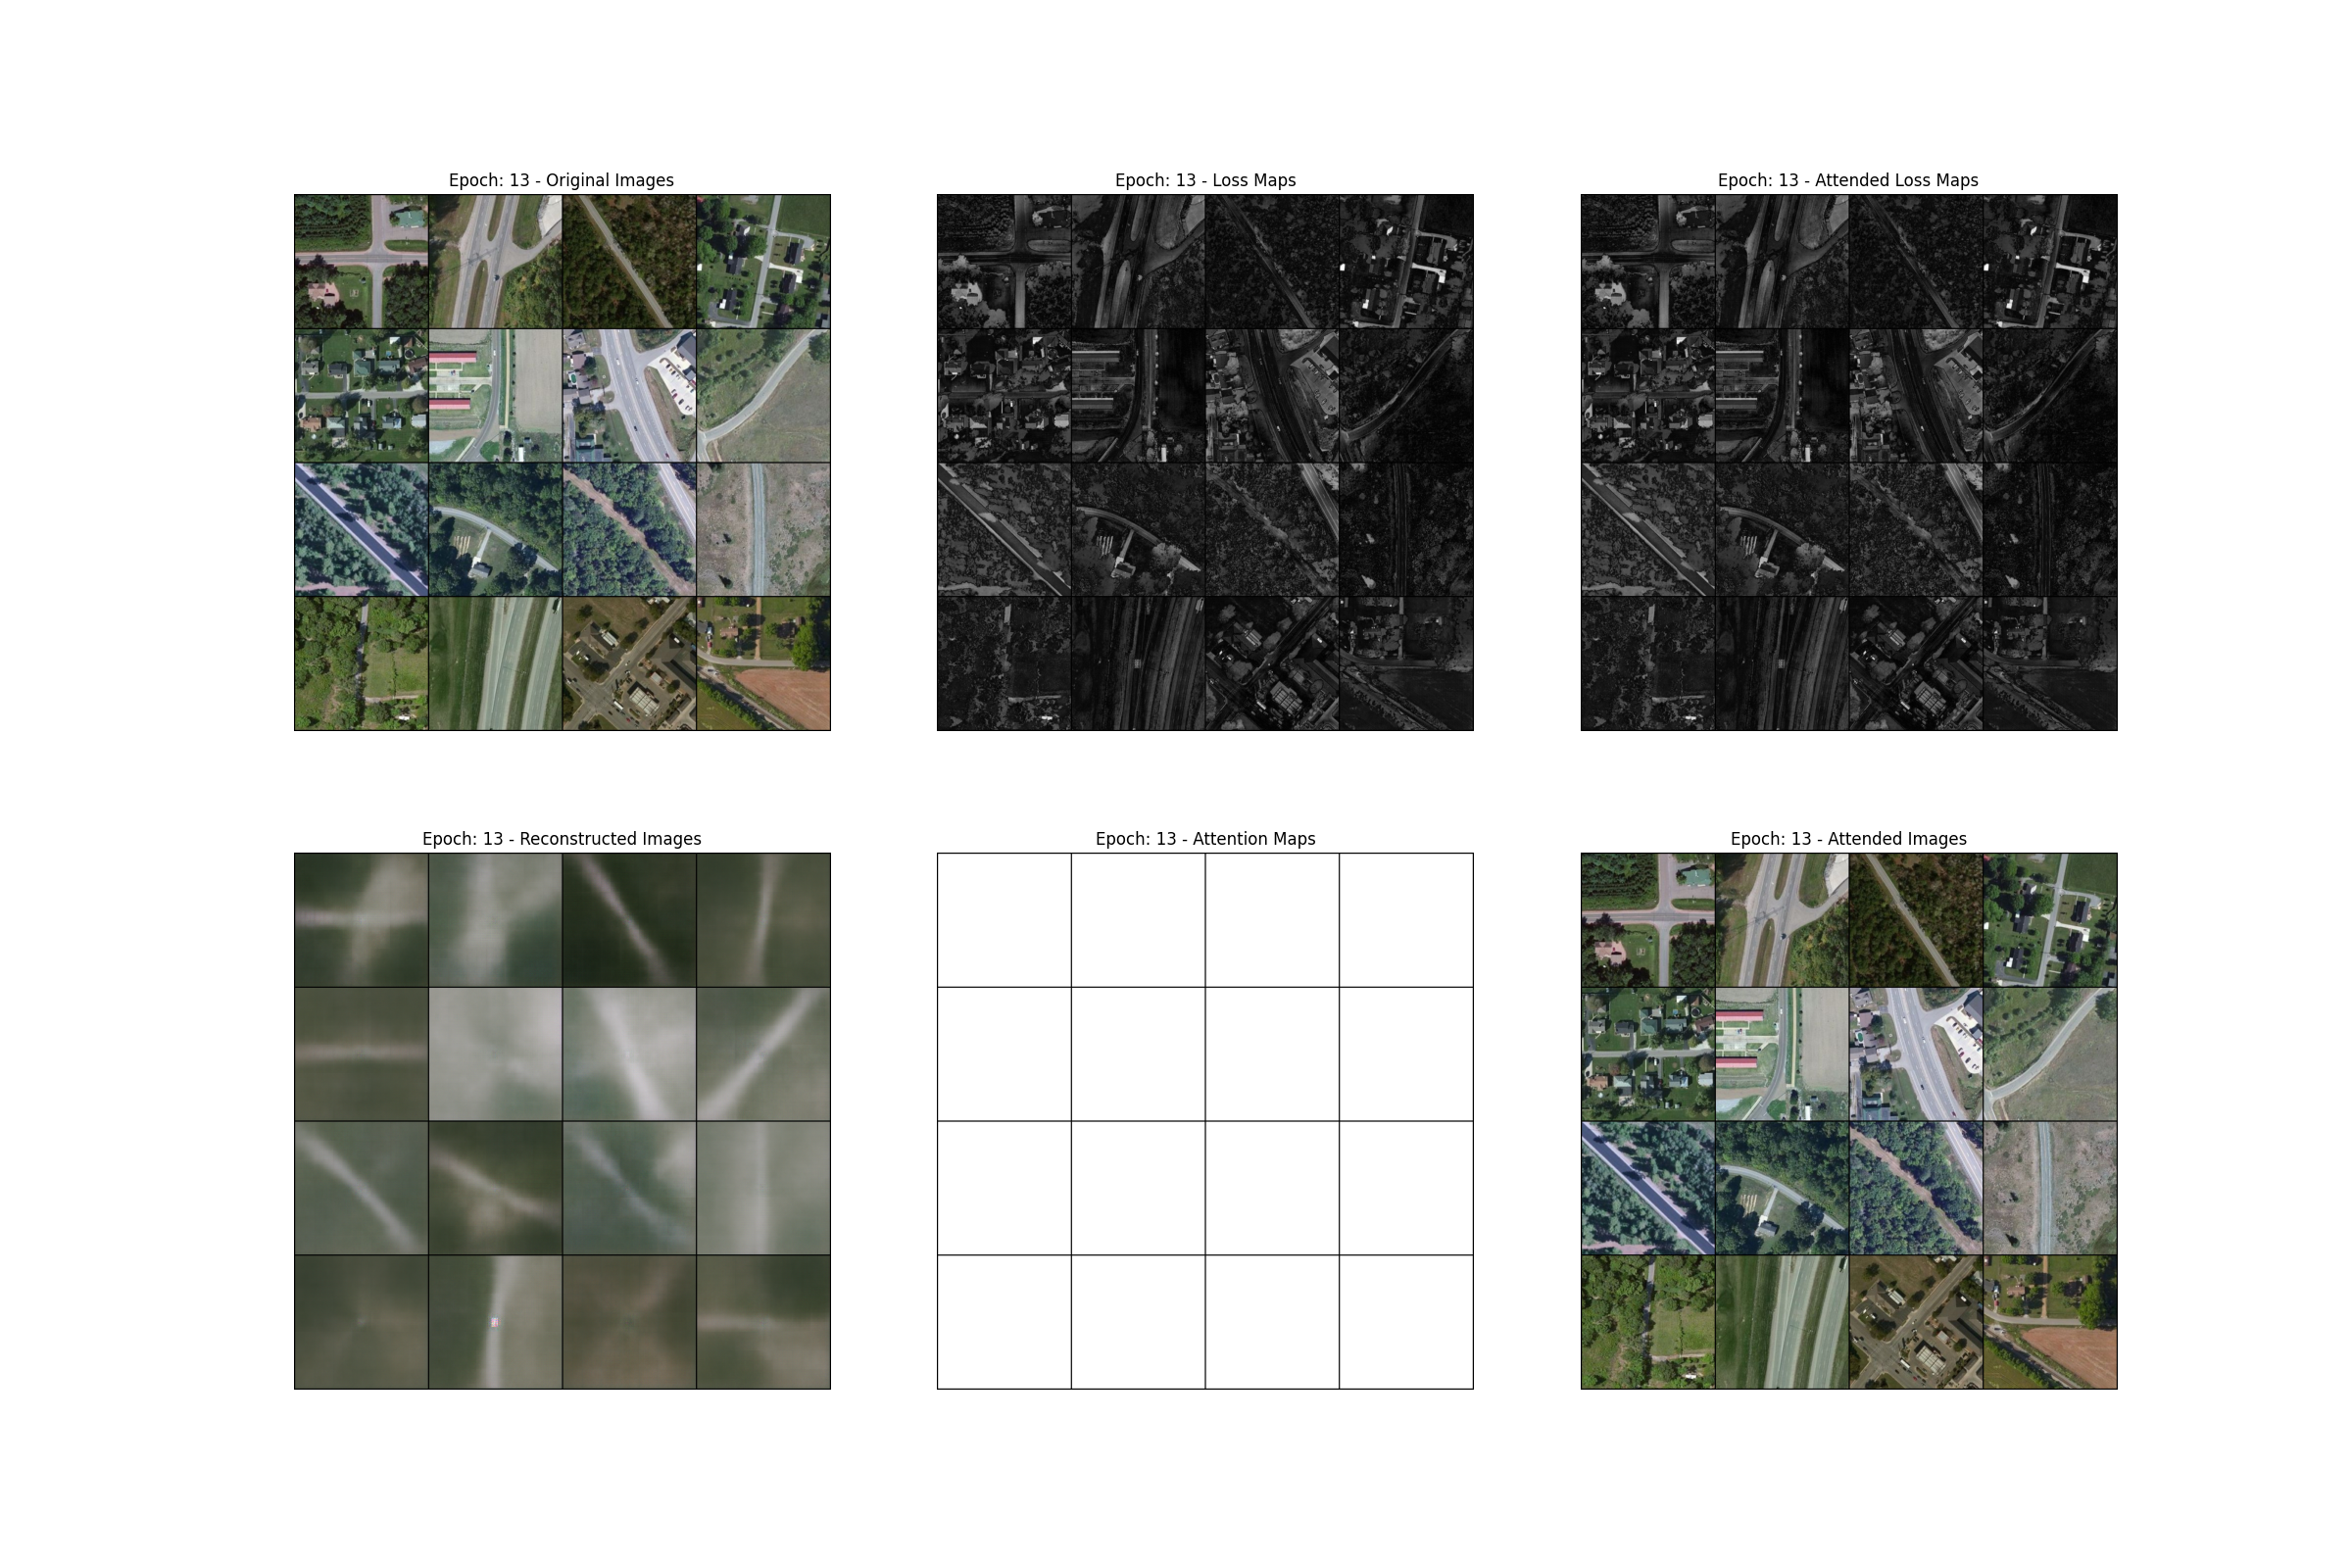 Epoch: 13 - Original Images
Epoch: 13 - Loss Maps
Epoch: 13 - Attended Loss Maps
Epoch: 13 - Reconstructed Images
Epoch: 13 - Attention Maps
Epoch: 13 - Attended Images